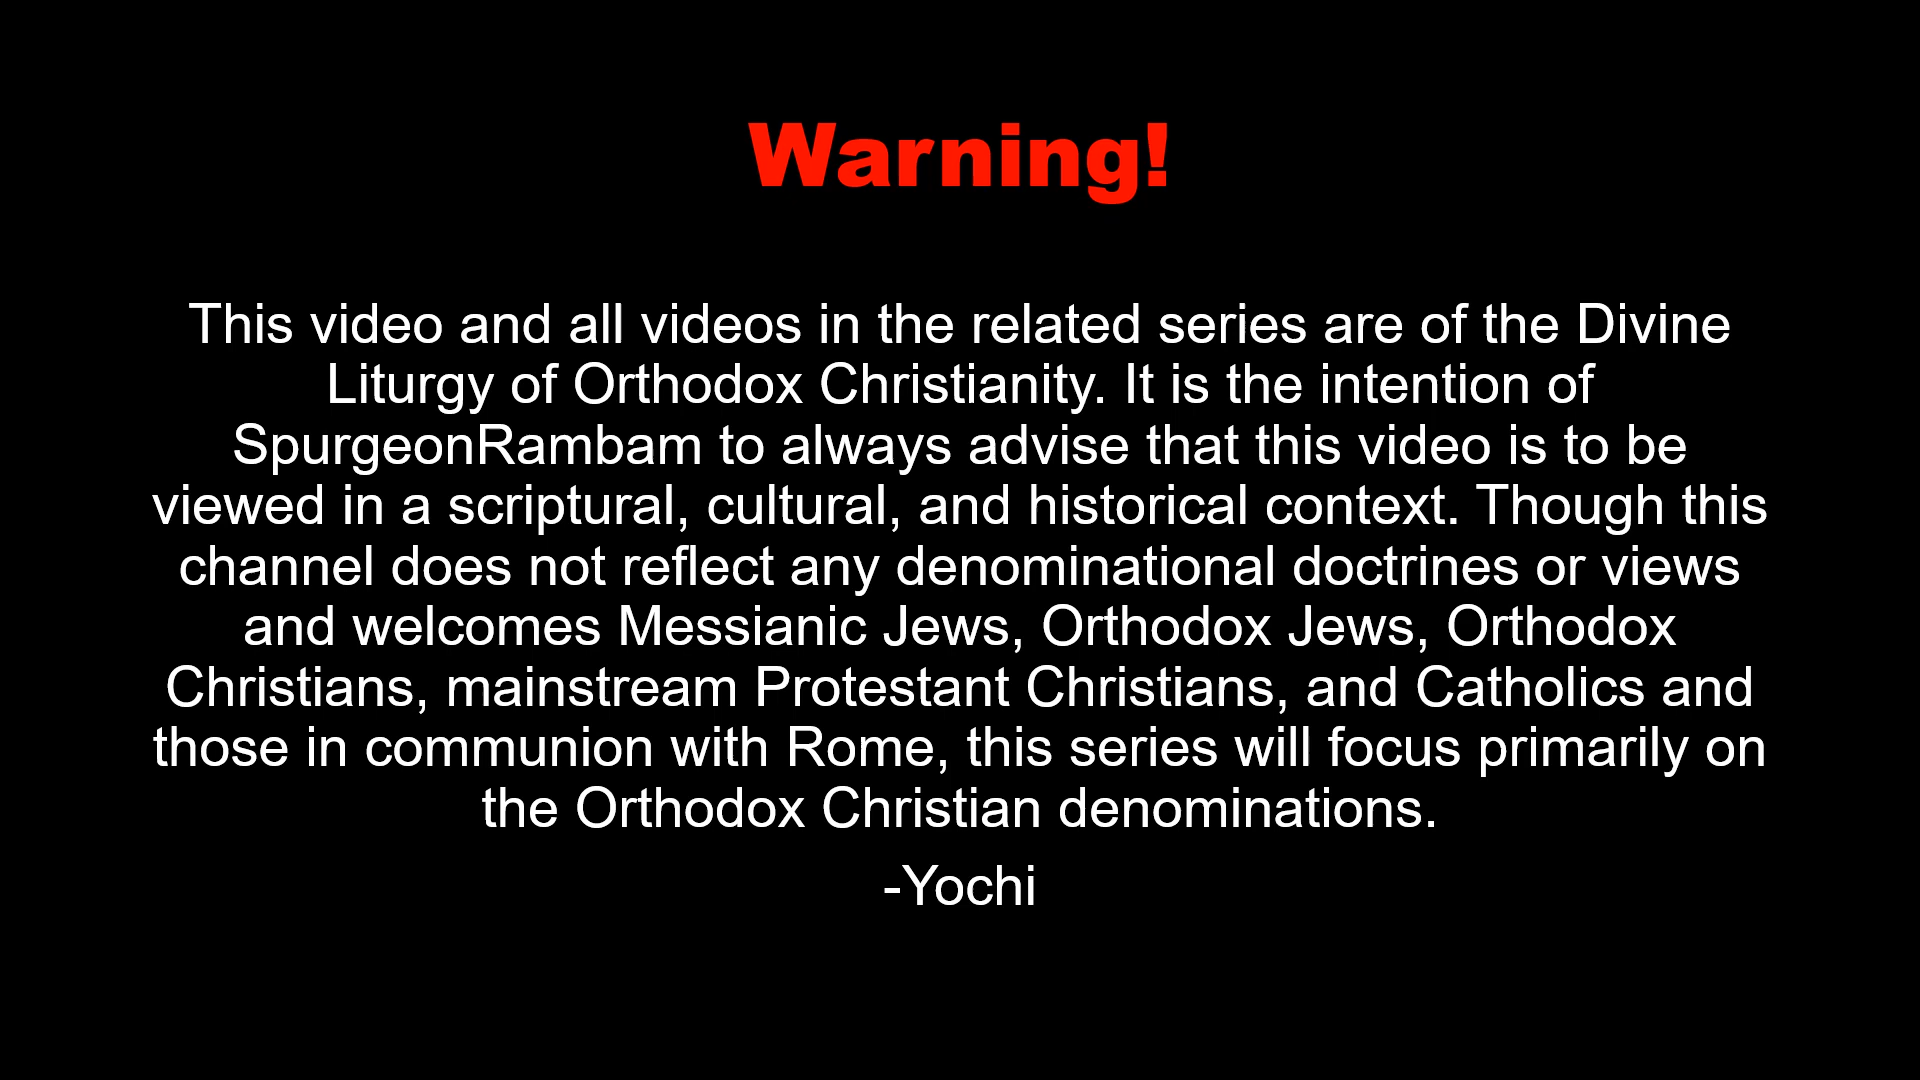 Warning!
This video and all videos in the related series are of the Divine
Liturgy of Orthodox Christianity. It is the intention of
SpurgeonRambam to always advise that this video is to be
viewed in a scriptural, cultural, and historical context. Though this
channel does not reflect any denominational doctrines or views
and welcomes Messianic Jews, Orthodox Jews, Orthodox
Christians, mainstream Protestant Christians, and Catholics and
those in communion with Rome, this series will focus primarily on
the Orthodox Christian denominations.
-Yochi